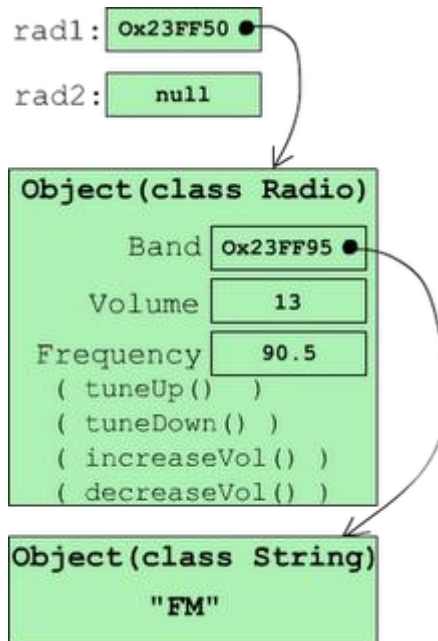 rad1: Ox23FF50
rad2: null
Object(class Radio)
Band Ox23FF95
Volume 13
Frequency 90.5
( tuneUp() )
( tuneDown() )
( increaseVol() )
( decreaseVol() )
Object(class String)
"FM"